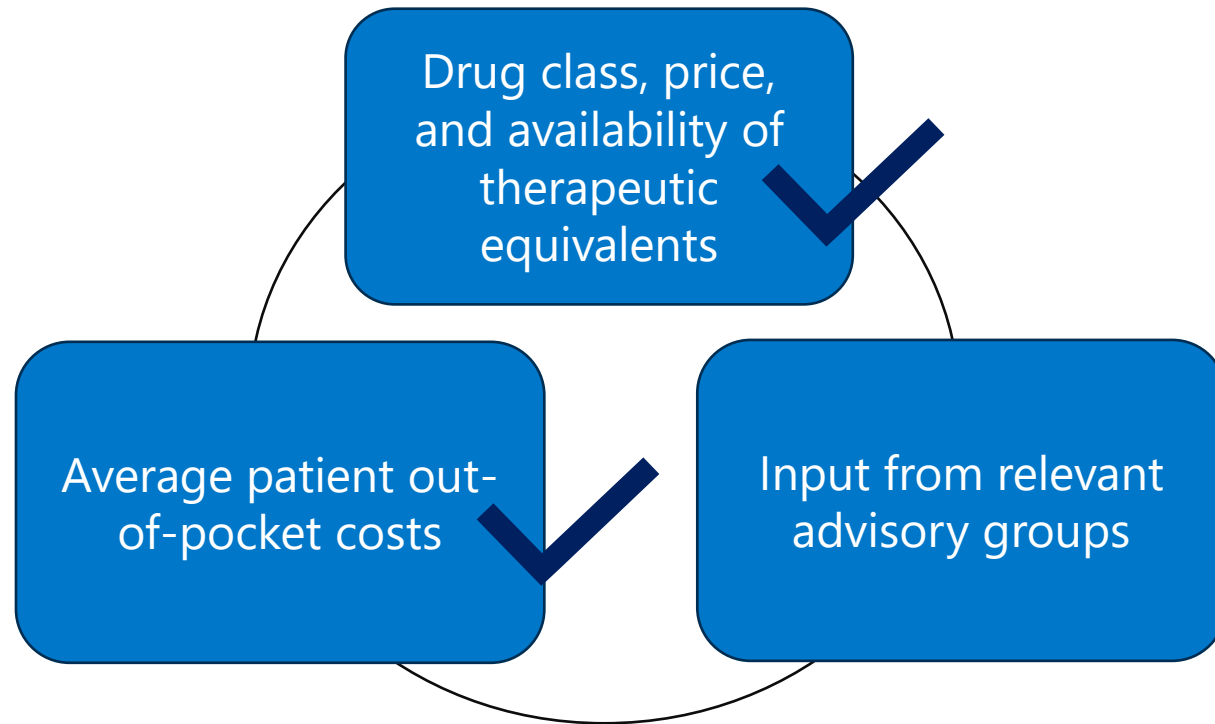 Drug class, price,
and availability of
therapeutic
equivalents
Average patient out-
of-pocket costs
Input from relevant
advisory groups